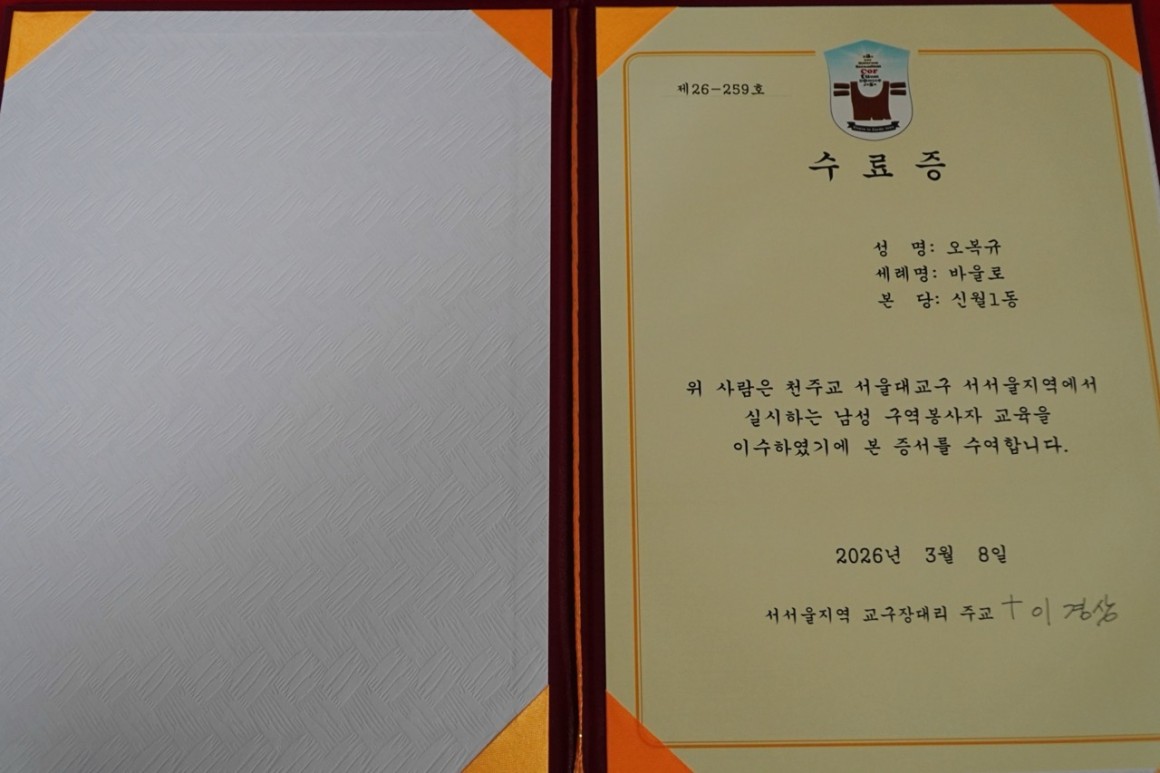 제26-259호
Cor
수 료 증
성 명: 오복규
세례명: 바울로
본 당: 신월1동
위 사람은 천주교 서울대교구 서서울지역에서
실시하는 남성 구역봉사자 교육을
이수하였기에 본 증서를 수여합니다.
2026년 3월 8일
서서울지역 교구장대리 주교 † 이 경상